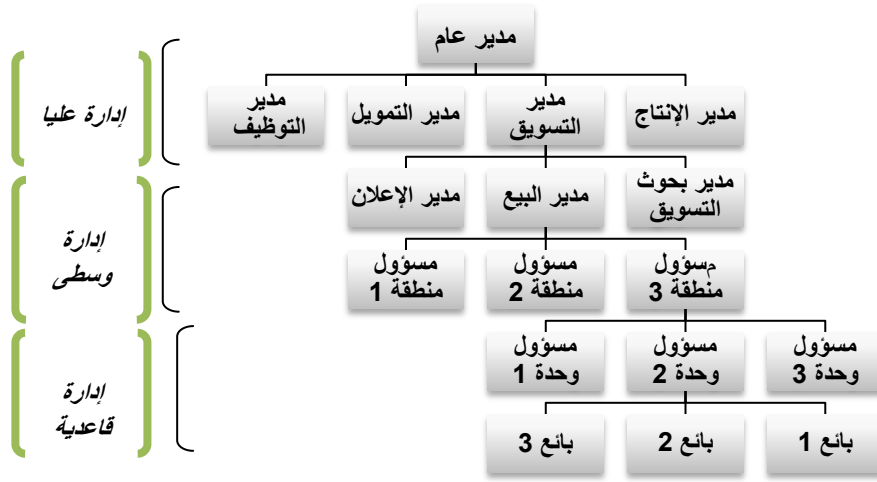 مدير عام
إدارة عليا
مدير الإنتاج
مدير
التسويق
مدير التمويل
مدير
التوظيف
مدير بحوث
التسويق
مدير البيع
مدير الإعلان
إدارة
وسطى
مسؤول
منطقة 3
مسؤول
منطقة 2
مسؤول
منطقة 1
مسؤول
وحدة 3
مسؤول
وحدة 2
مسؤول
وحدة 1
إدارة
قاعدية
بائع 1
بائع 2
بائع 3